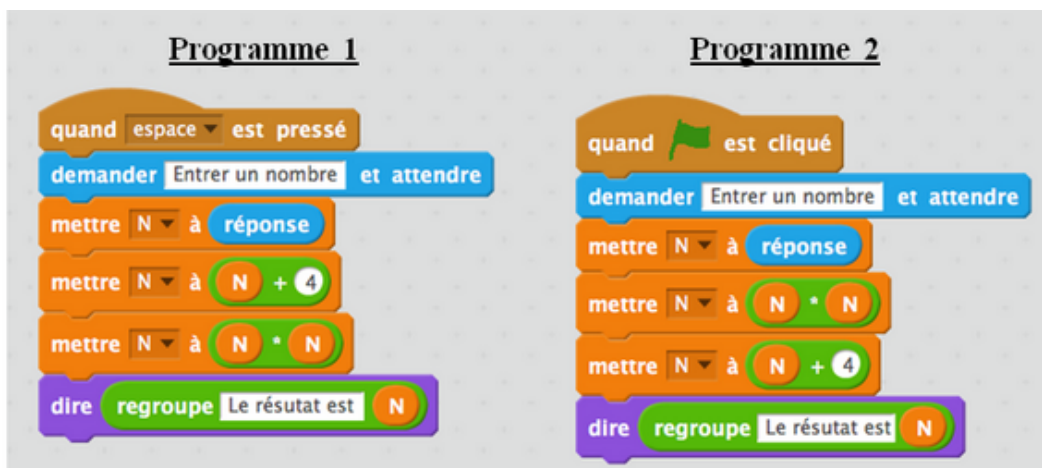 Programme 1
quand espace est pressé
demander Entrer un nombre et attendre
mettre N à réponse
mettre N à N + 4
mettre N à N * N
dire regroupe Le résutat est N
Programme 2
quand est cliqué
demander Entrer un nombre et attendre
mettre N à réponse
mettre N à N * N
mettre N à N + 4
dire regroupe Le résutat est N